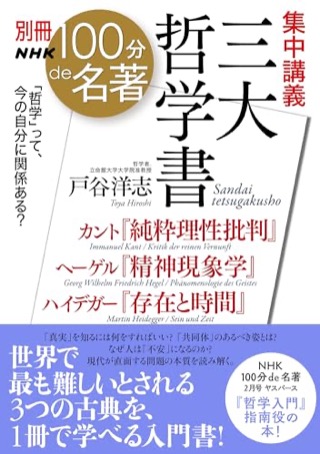 別冊
NHK
100分
de
名著
集中講義
三大
哲学書
Sandai
tetsugakusho
「哲学」って、
今の自分に関係ある？
哲学者、
立命館大学大学院准教授
戸谷洋志
Toya Hiroshi
カント『純粋理性批判』
Immanuel Kant / Kritik der reinen Vernunft
ヘーゲル『精神現象学』
Georg Wilhelm Friedrich Hegel / Phänomenologie des Geistes
ハイデガー『存在と時間』
Martin Heidegger / Sein und Zeit
「真実」を知るには何をすればいい？「共同体」のあるべき姿とは？
なぜ人は「不安」になるのか？
現代が直面する問題の本質を読み解く。
世界で
最も難しいとされる
3つの古典を、
1冊で学べる入門書！
NHK
100分de名著
2月号 ヤスパース
『哲学入門』
指南役の
本！